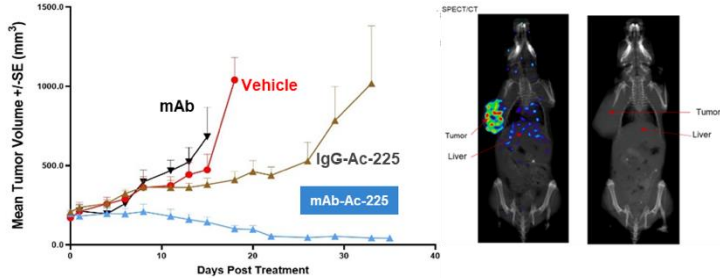 Mean Tumor Volume +/-SE (mm³)
1500.0
1000.0
500.0
0.0
0
10
20
30
40
Days Post Treatment
mAb
Vehicle
IgG-Ac-225
mAb-Ac-225
SPECT/CT
Tumor
Liver
Tumor
Liver